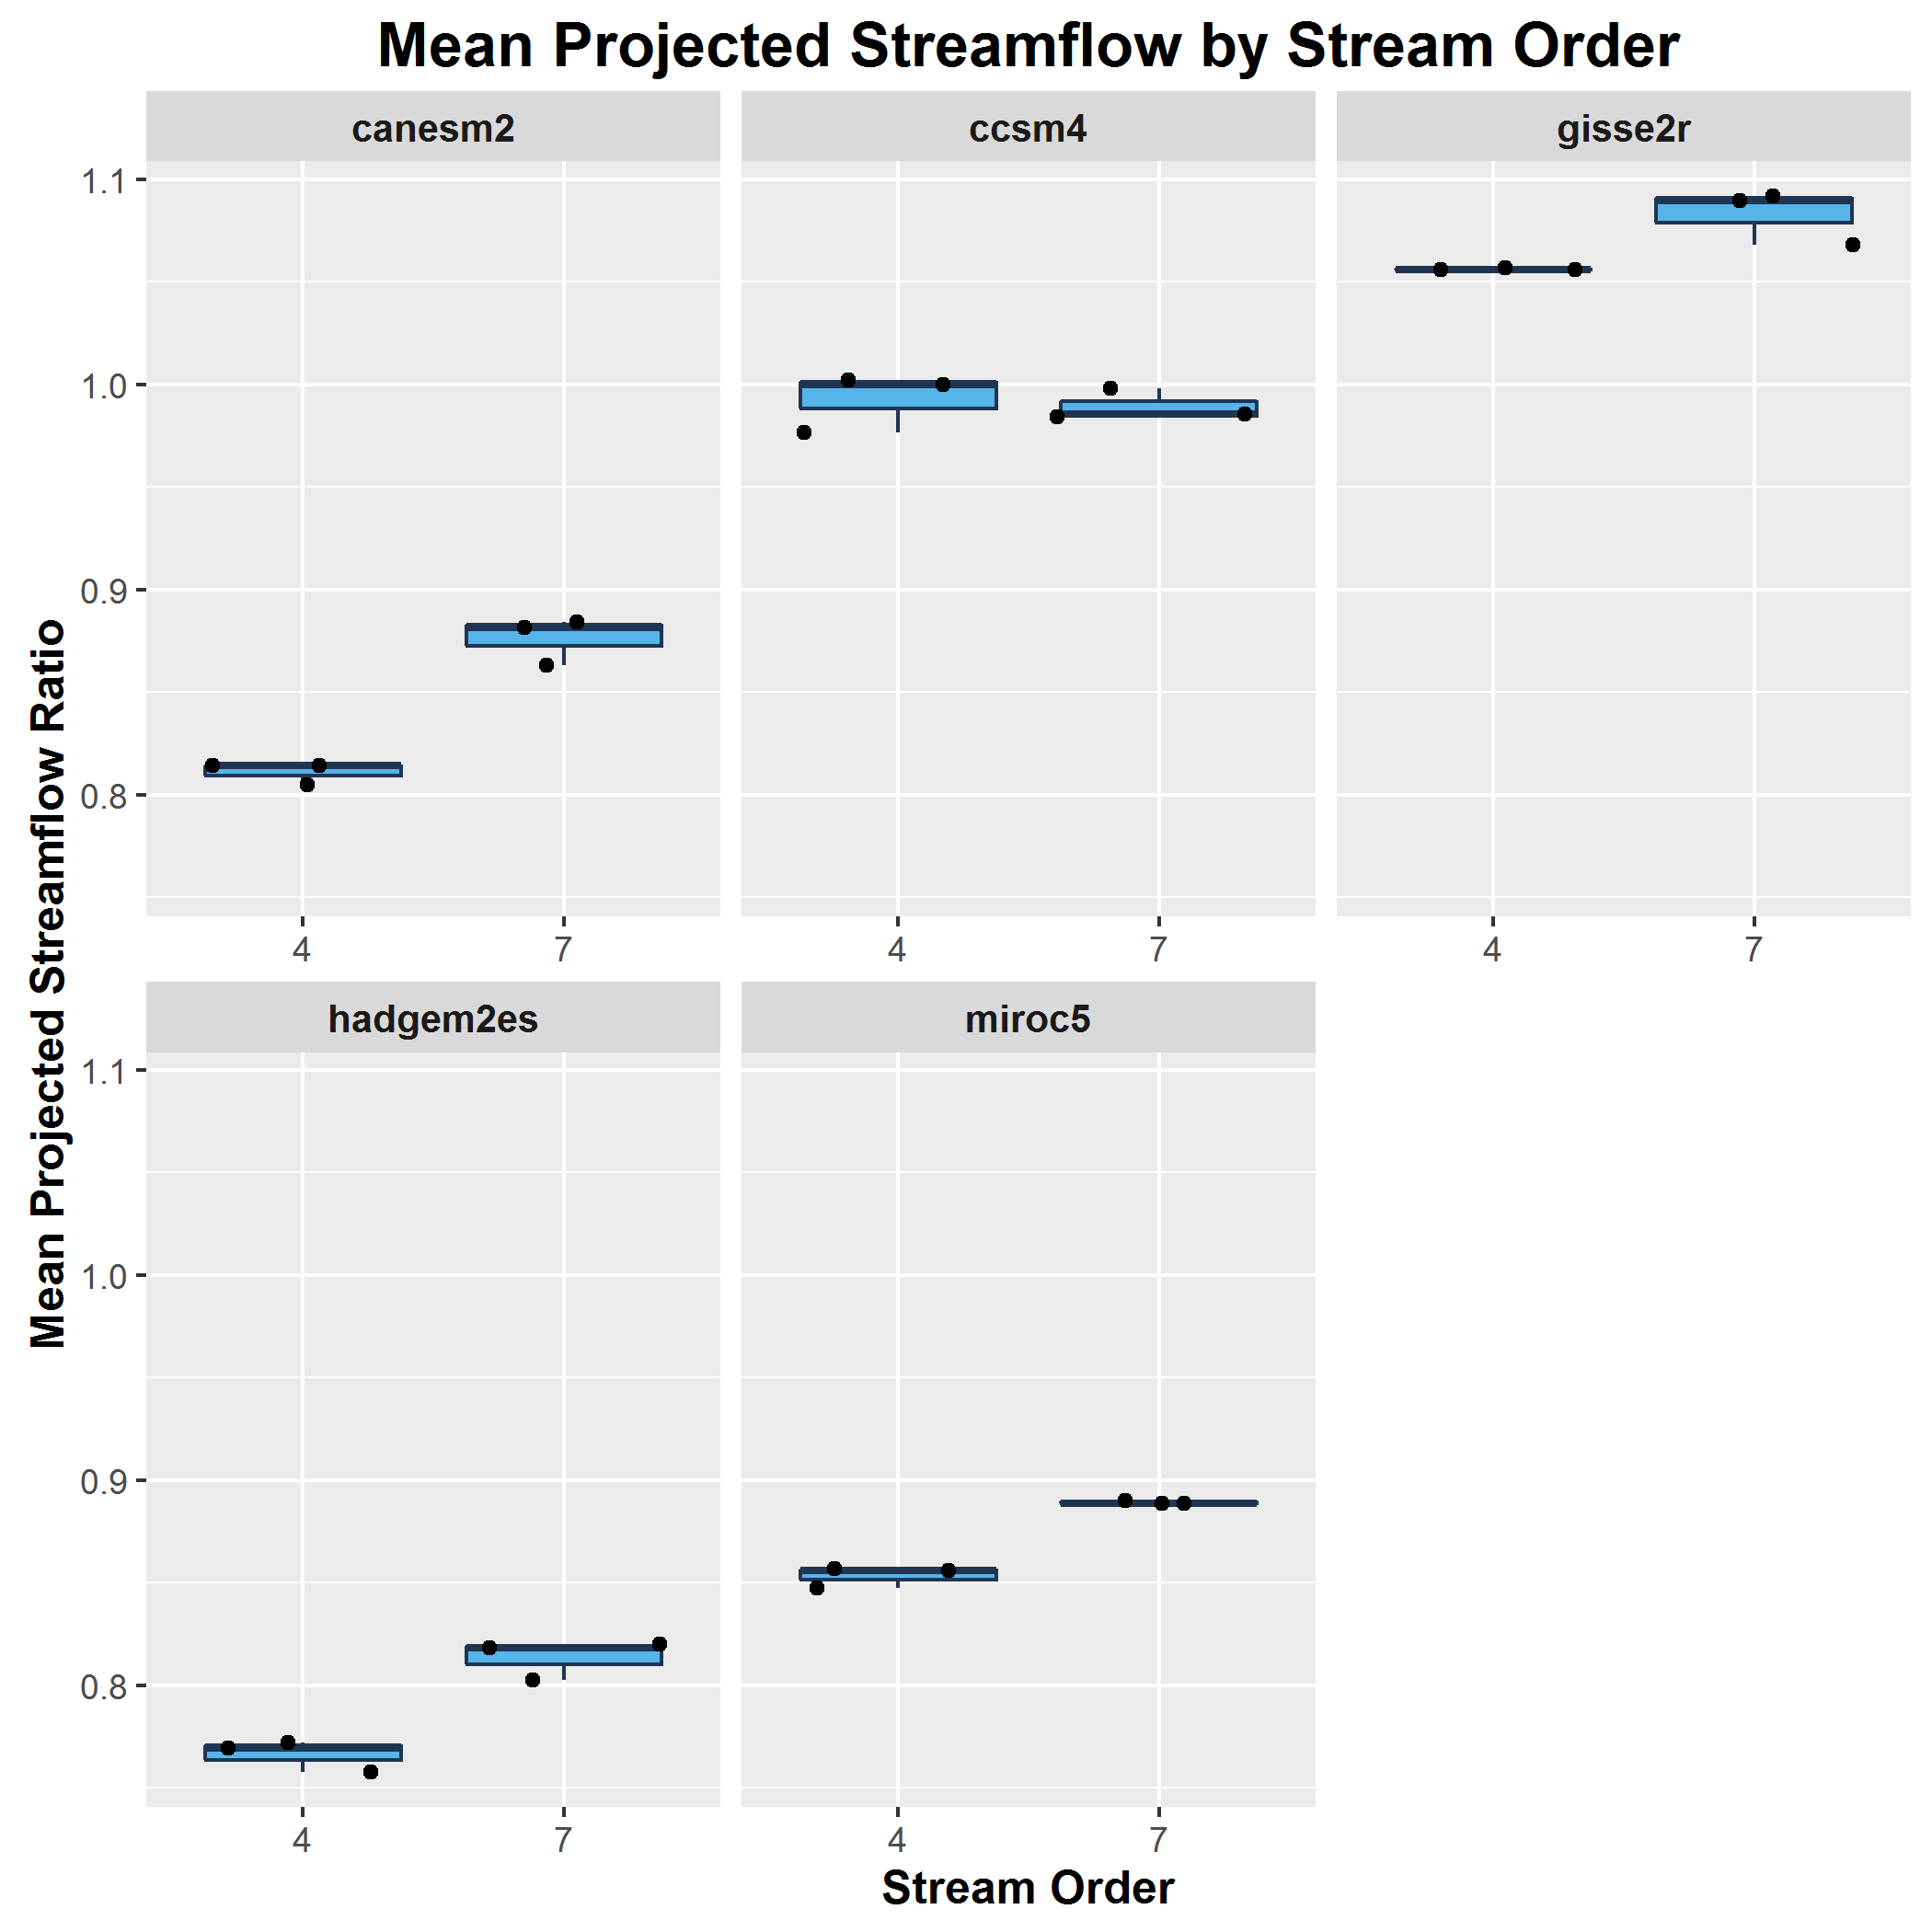 Mean Projected Streamflow by Stream Order
canesm2 ccsm4 gisse2r
1.1
1.0
0.9
0.8
4 7 4 7 4 7
Mean Projected Streamflow Ratio
hadgem2es miroc5
1.1
1.0
0.9
0.8
4 7 4 7
Stream Order